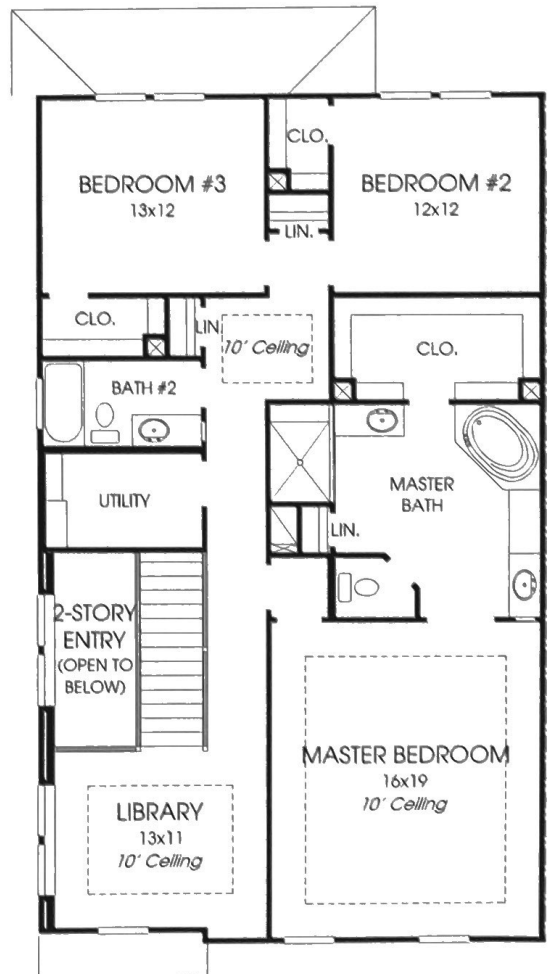 CLO.
BEDROOM #3
13x12
BEDROOM #2
12x12
LIN.
CLO.
LIN.
10' Ceiling
CLO.
BATH #2
MASTER
BATH
UTILITY
LIN.
2-STORY
ENTRY
(OPEN TO
BELOW)
MASTER BEDROOM
16x19
10' Ceiling
LIBRARY
13x11
10' Ceiling